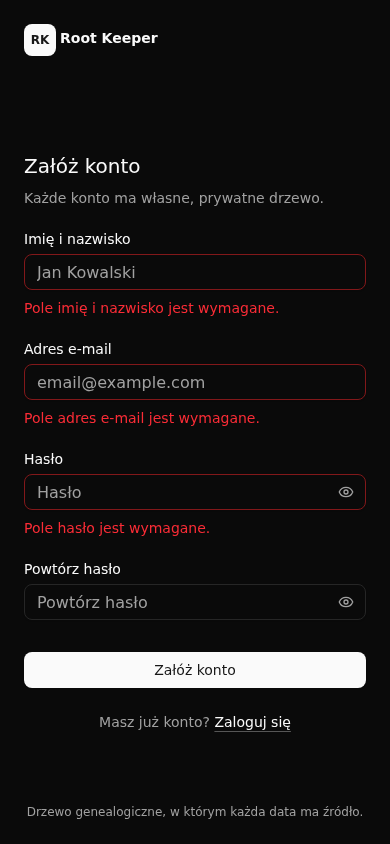 RK Root Keeper
Załóż konto
Każde konto ma własne, prywatne drzewo.
Imię i nazwisko
Jan Kowalski
Pole imię i nazwisko jest wymagane.
Adres e-mail
email@example.com
Pole adres e-mail jest wymagane.
Hasło
Hasło
Pole hasło jest wymagane.
Powtórz hasło
Powtórz hasło
Załóż konto
Masz już konto? Zaloguj się
Drzewo genealogiczne, w którym każda data ma źródło.